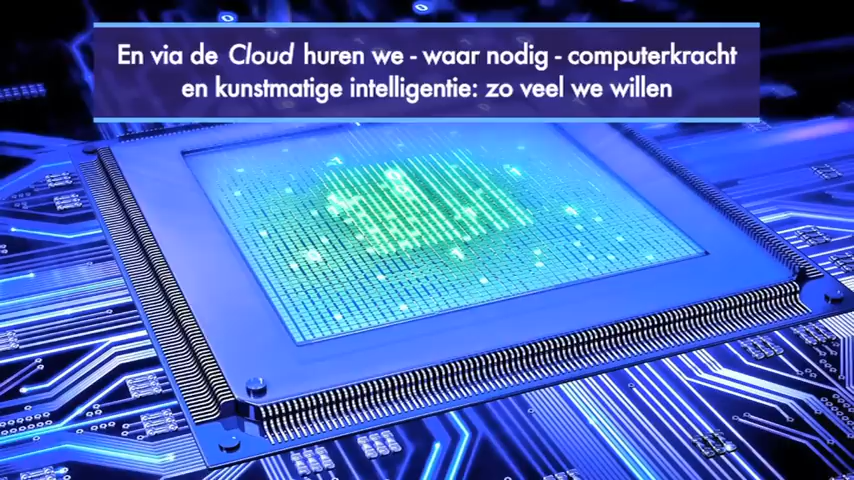 En via de Cloud huren we - waar nodig - computerkracht
en kunstmatige intelligentie: zo veel we willen